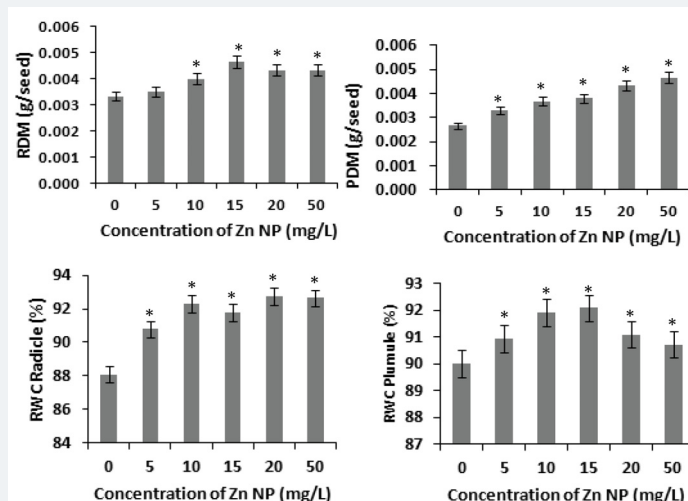 RDM (g/seed)
0.006
0.005
0.004
0.003
0.002
0.001
0.000
* * * *
0 5 10 15 20 50
Concentration of Zn NP (mg/L)
PDM (g/seed)
0.006
0.005
0.004
0.003
0.002
0.001
0.000
* * * * *
0 5 10 15 20 50
Concentration of Zn NP (mg/L)
RWC Radicle (%)
94
92
90
88
86
84
* * * * *
0 5 10 15 20 50
Concentration of Zn NP (mg/L)
RWC Plumule (%)
93
92
91
90
89
88
87
* * * * *
0 5 10 15 20 50
Concentration of Zn NP (mg/L)